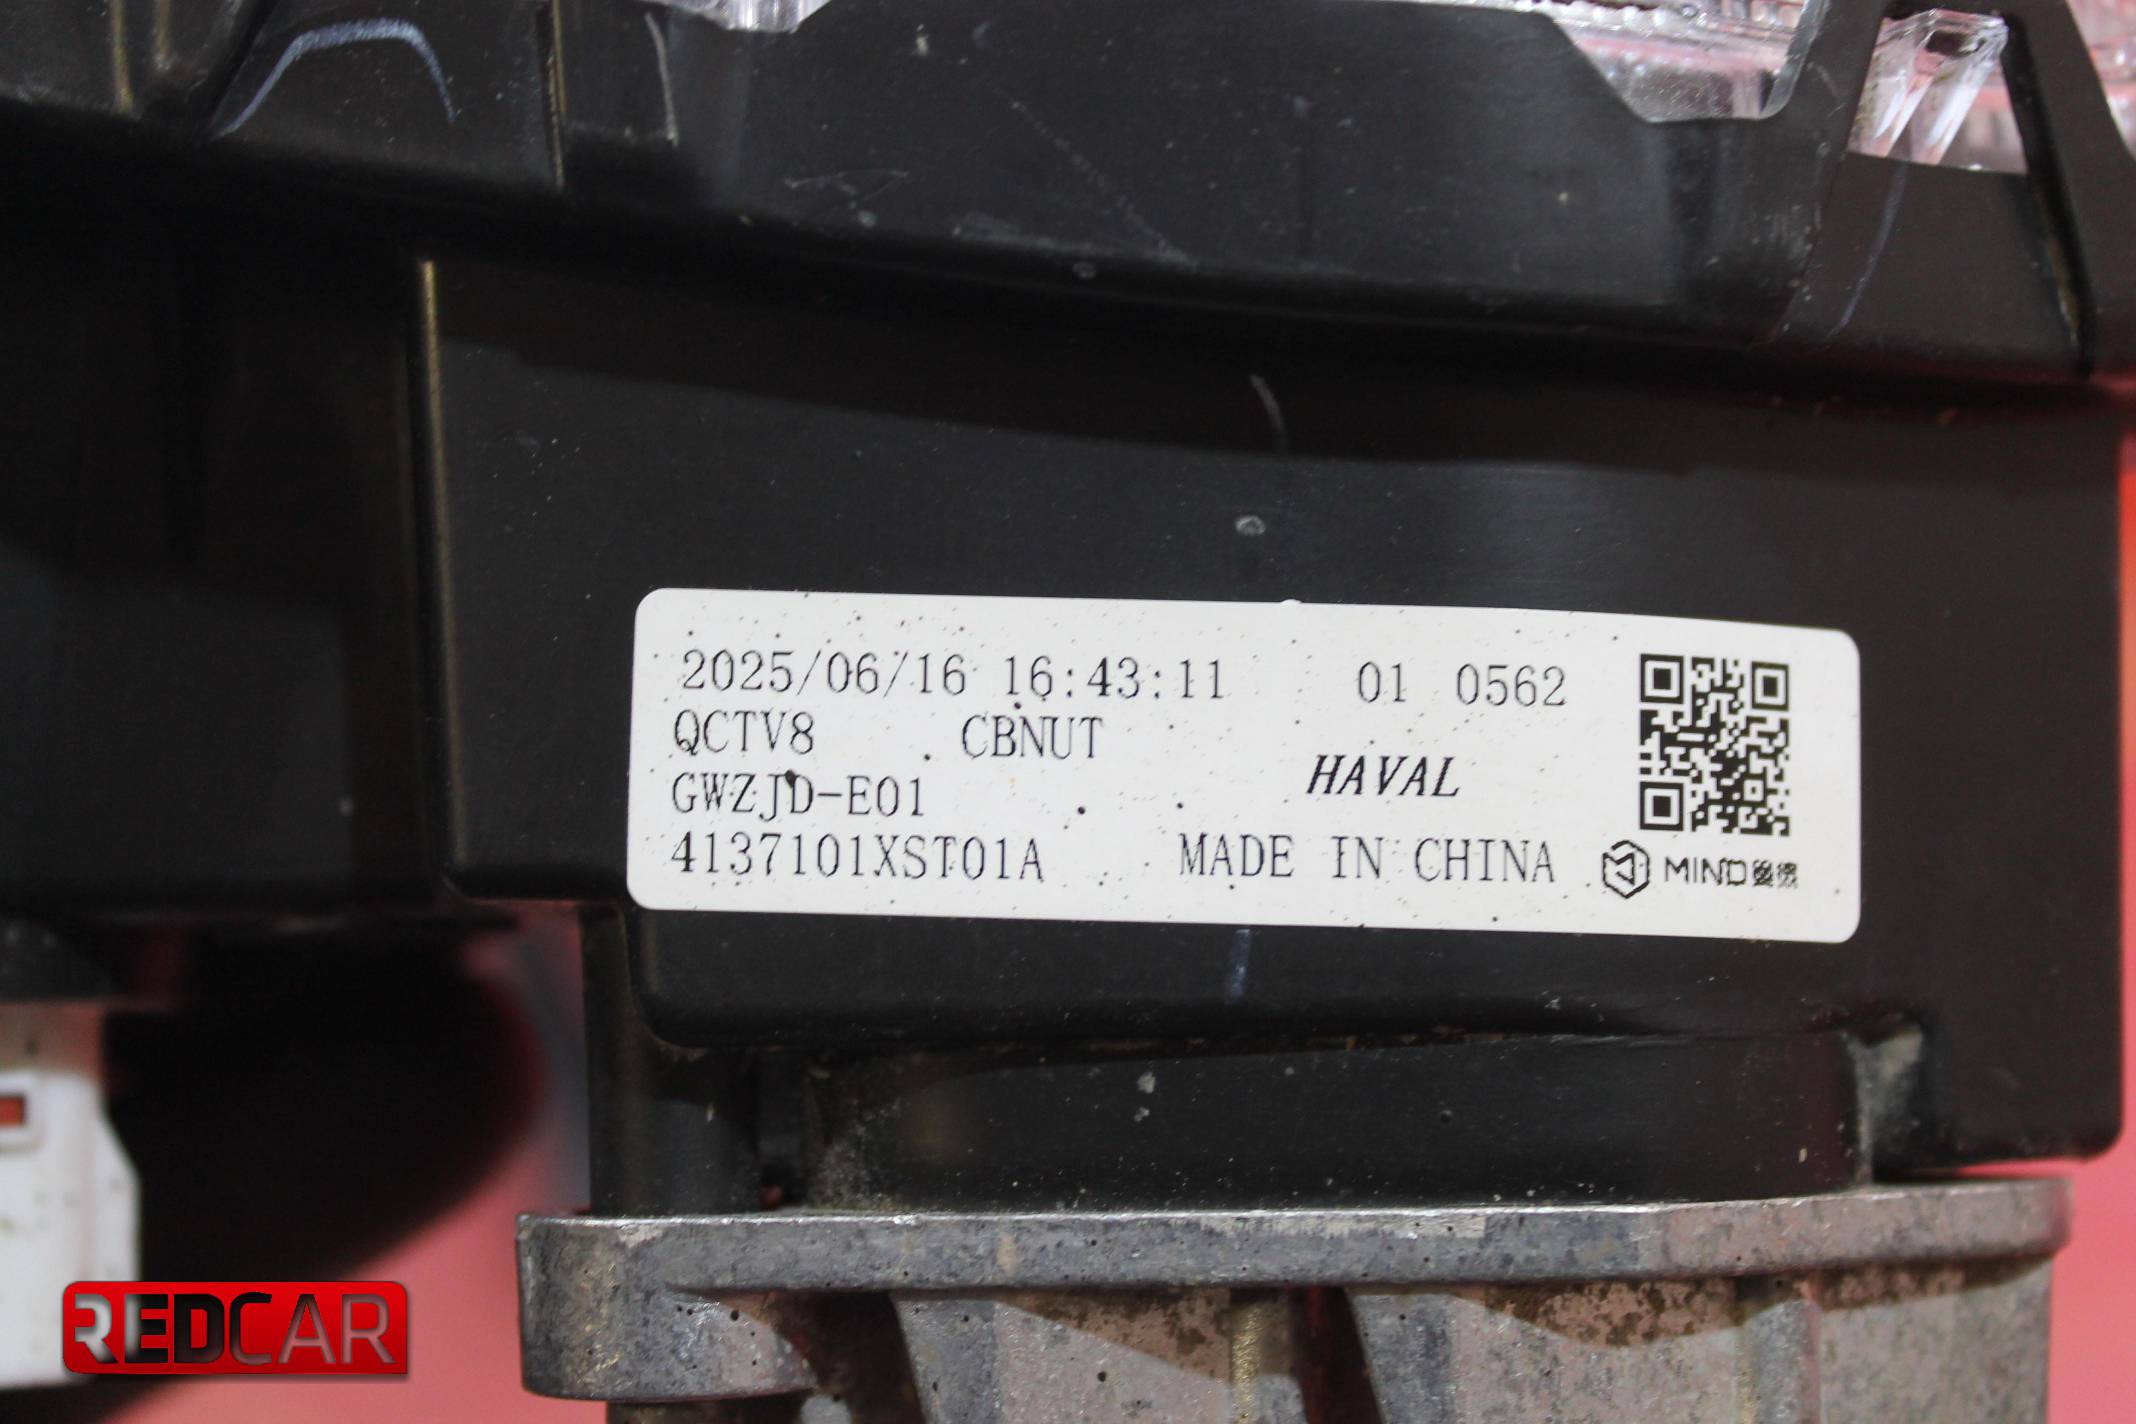 2025/06/16 16:43:11 01 0562
QCTV8 CBNUT
GWZJD-E01 HAVAL
4137101XST01A MADE IN CHINA
MIND
REDCAR